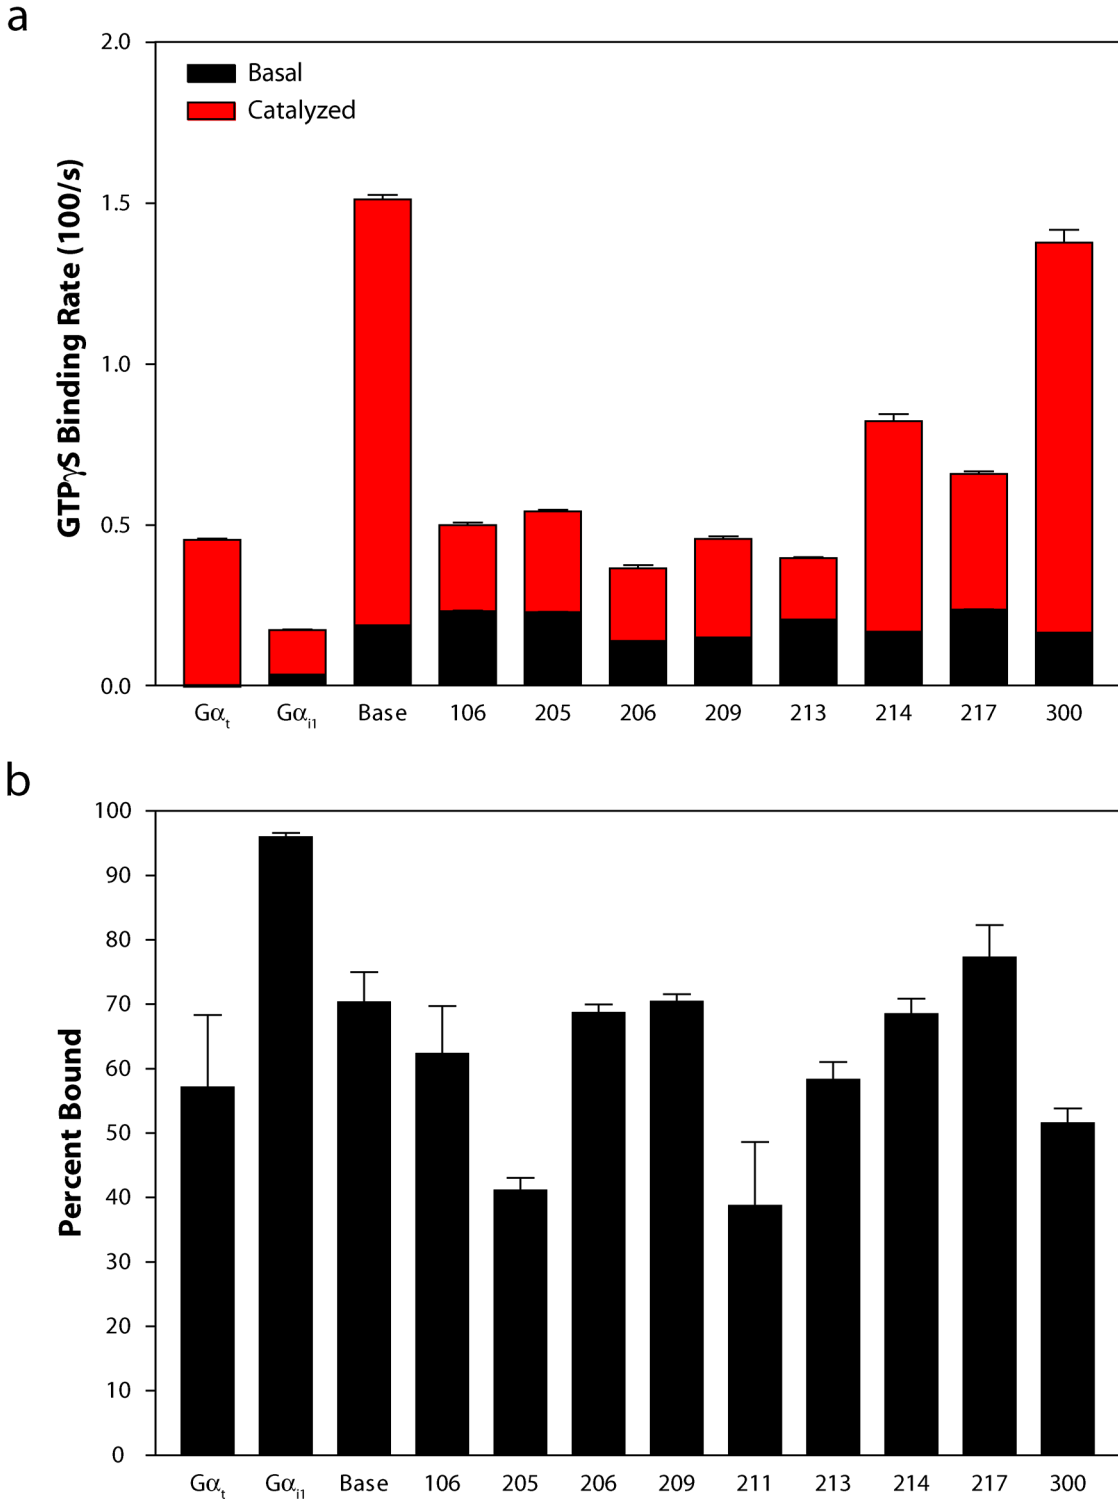 a
2.0
Basal
Catalyzed
1.5
1.0
0.5
0.0
GTPγS Binding Rate (100/s)
Gαt Gαi1 Base 106 205 206 209 213 214 217 300
b
100
90
80
70
60
50
40
30
20
10
0
Percent Bound
Gαt Gαi1 Base 106 205 206 209 211 213 214 217 300